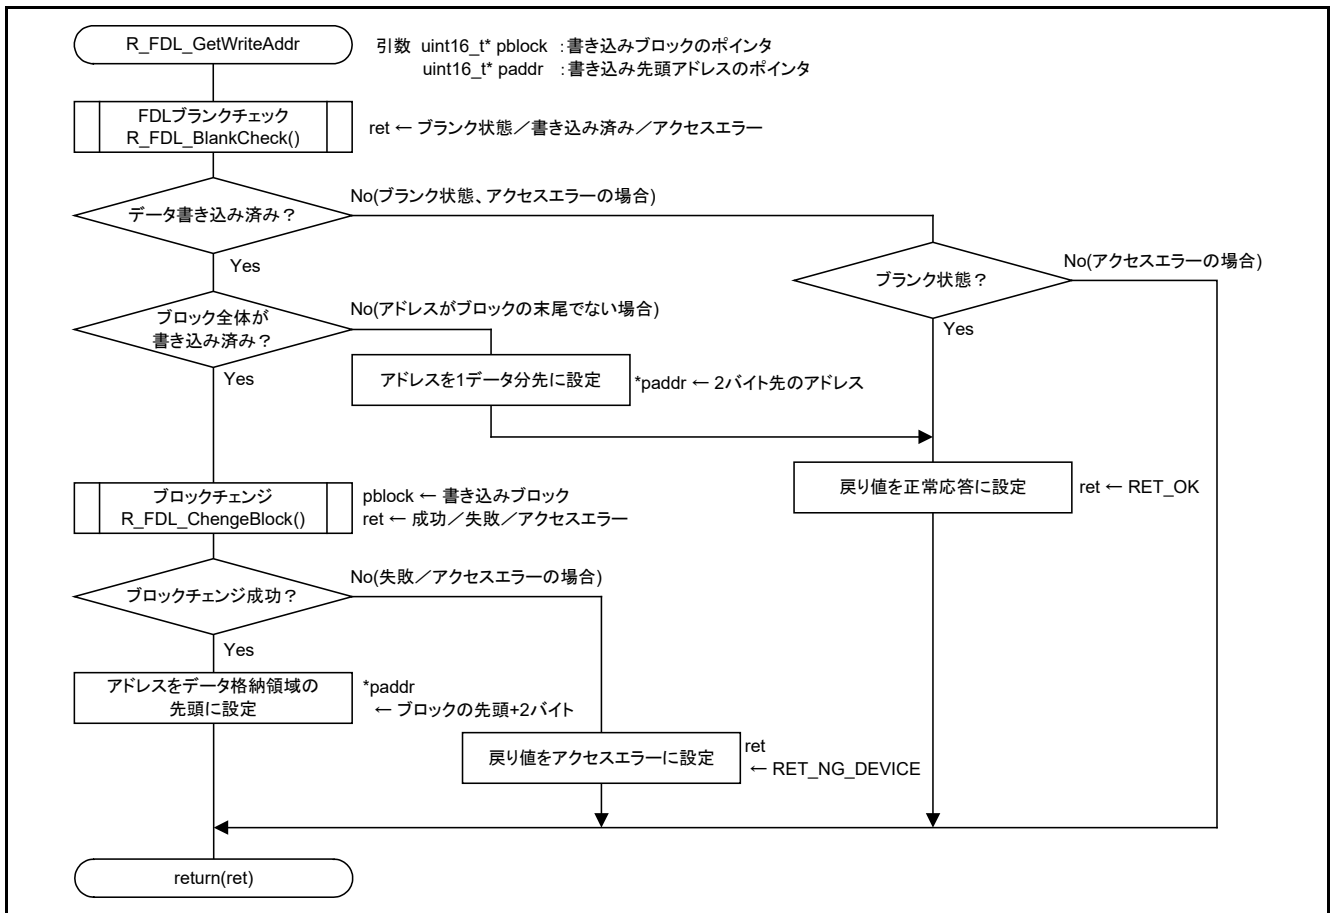 R_FDL_GetWriteAddr
引数 uint16_t* pblock ：書き込みブロックのポインタ
uint16_t* paddr ：書き込み先頭アドレスのポインタ
FDLブランクチェック
R_FDL_BlankCheck()
ret ← ブランク状態／書き込み済み／アクセスエラー
No(ブランク状態、アクセスエラーの場合)
データ書き込み済み？
Yes
No(アクセスエラーの場合)
ブランク状態？
Yes
No(アドレスがブロックの末尾でない場合)
ブロック全体が
書き込み済み？
Yes
アドレスを1データ分先に設定
*paddr ← 2バイト先のアドレス
戻り値を正常応答に設定
ret ← RET_OK
ブロックチェンジ
R_FDL_ChengeBlock()
pblock ← 書き込みブロック
ret ← 成功／失敗／アクセスエラー
No(失敗／アクセスエラーの場合)
ブロックチェンジ成功？
Yes
アドレスをデータ格納領域の
先頭に設定
*paddr
← ブロックの先頭+2バイト
戻り値をアクセスエラーに設定
ret
← RET_NG_DEVICE
return(ret)